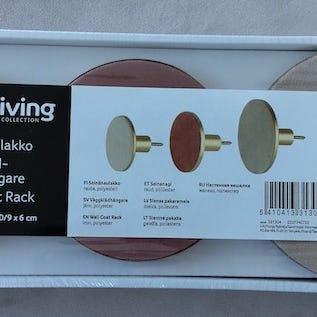 iving
COLLECTION
ulakko
gare
t Rack
0/9 x 6 cm
FI Seinänaulakko
rauta, polyesteri
SV Väggklädhängare
järn, polyester
EN Wall Coat Rack
iron, polyester
ET Seinanagi
raud, polüester
LV Sienas pakaramais
dzelzs, poliesters
LT Sieninė pakaba
geležis, poliesteris
RU Настенная вешалка
железо, полиэстер